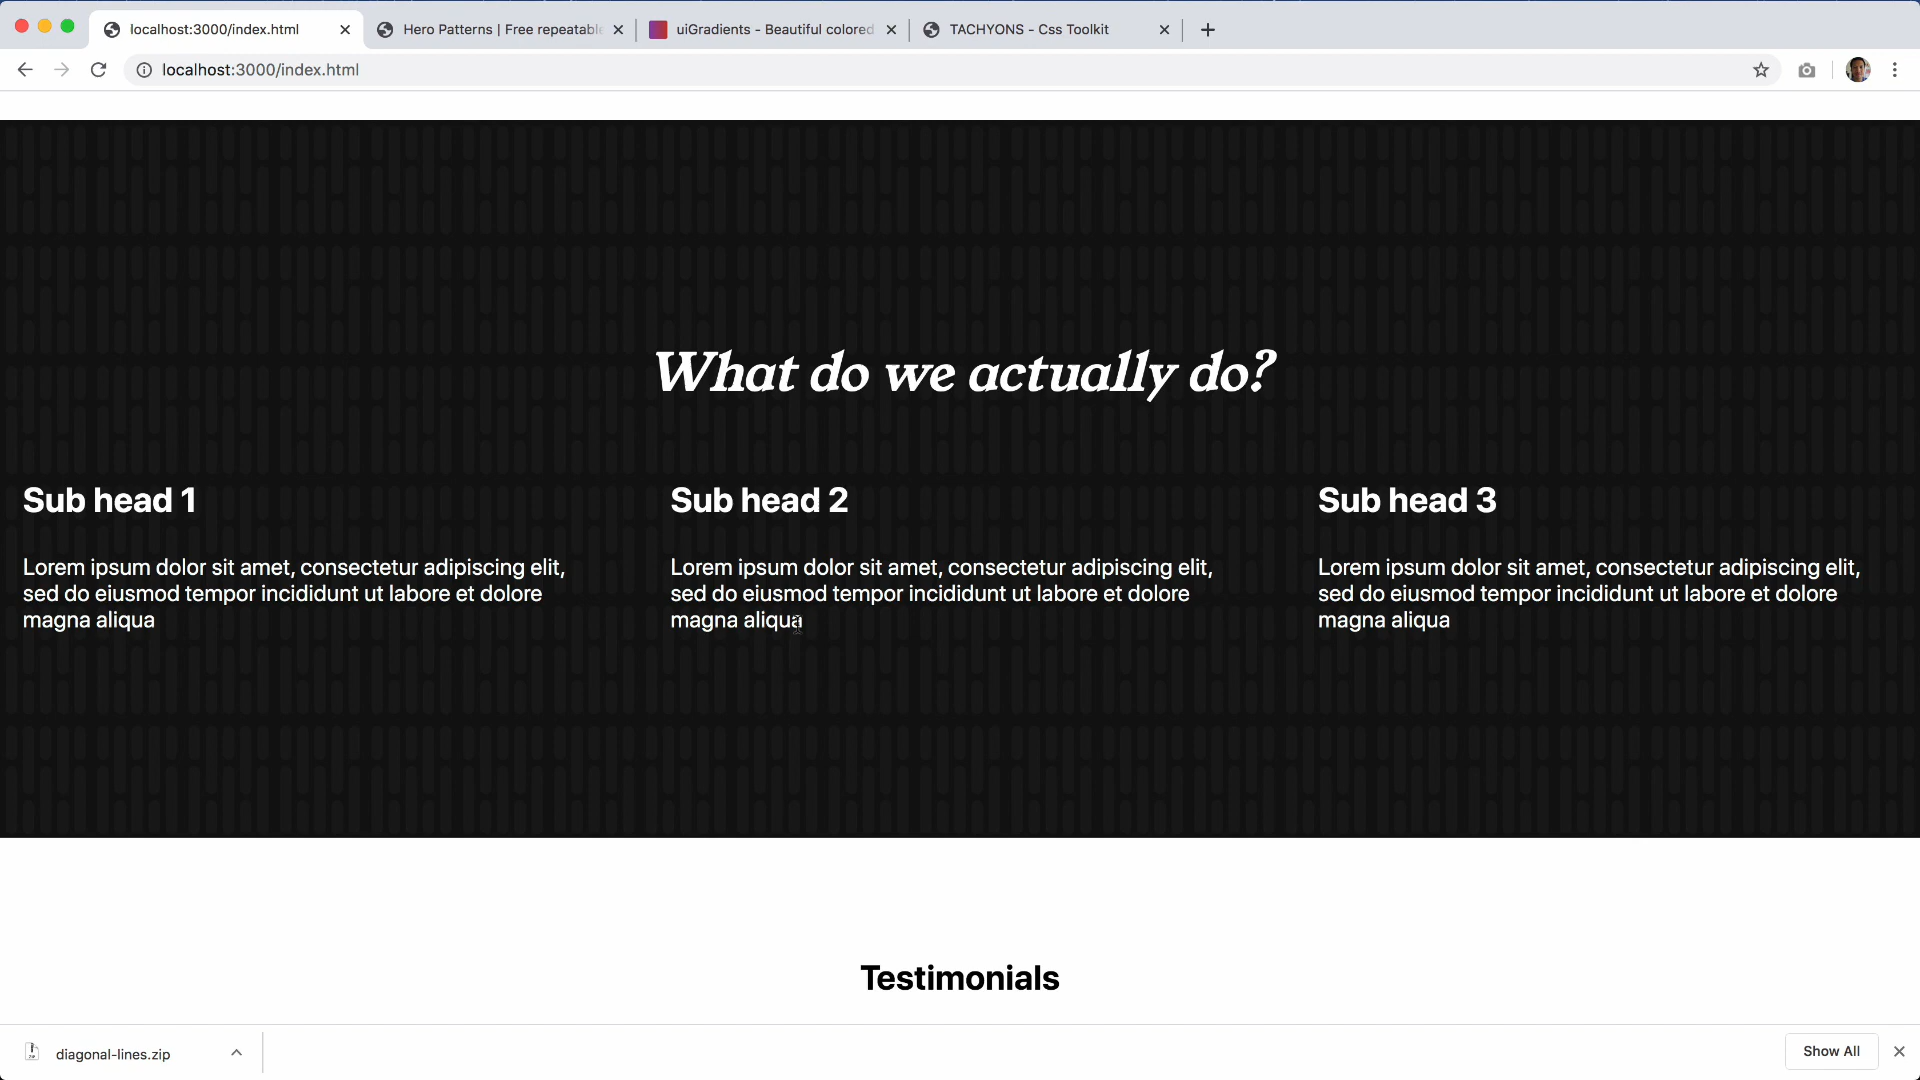 localhost:3000/index.html
Hero Patterns | Free repeatable
uiGradients - Beautiful colored
TACHYONS - Css Toolkit
localhost:3000/index.html
What do we actually do?
Sub head 1
Lorem ipsum dolor sit amet, consectetur adipiscing elit,
sed do eiusmod tempor incididunt ut labore et dolore
magna aliqua
Sub head 2
Lorem ipsum dolor sit amet, consectetur adipiscing elit,
sed do eiusmod tempor incididunt ut labore et dolore
magna aliqua
Sub head 3
Lorem ipsum dolor sit amet, consectetur adipiscing elit,
sed do eiusmod tempor incididunt ut labore et dolore
magna aliqua
Testimonials
diagonal-lines.zip
Show All